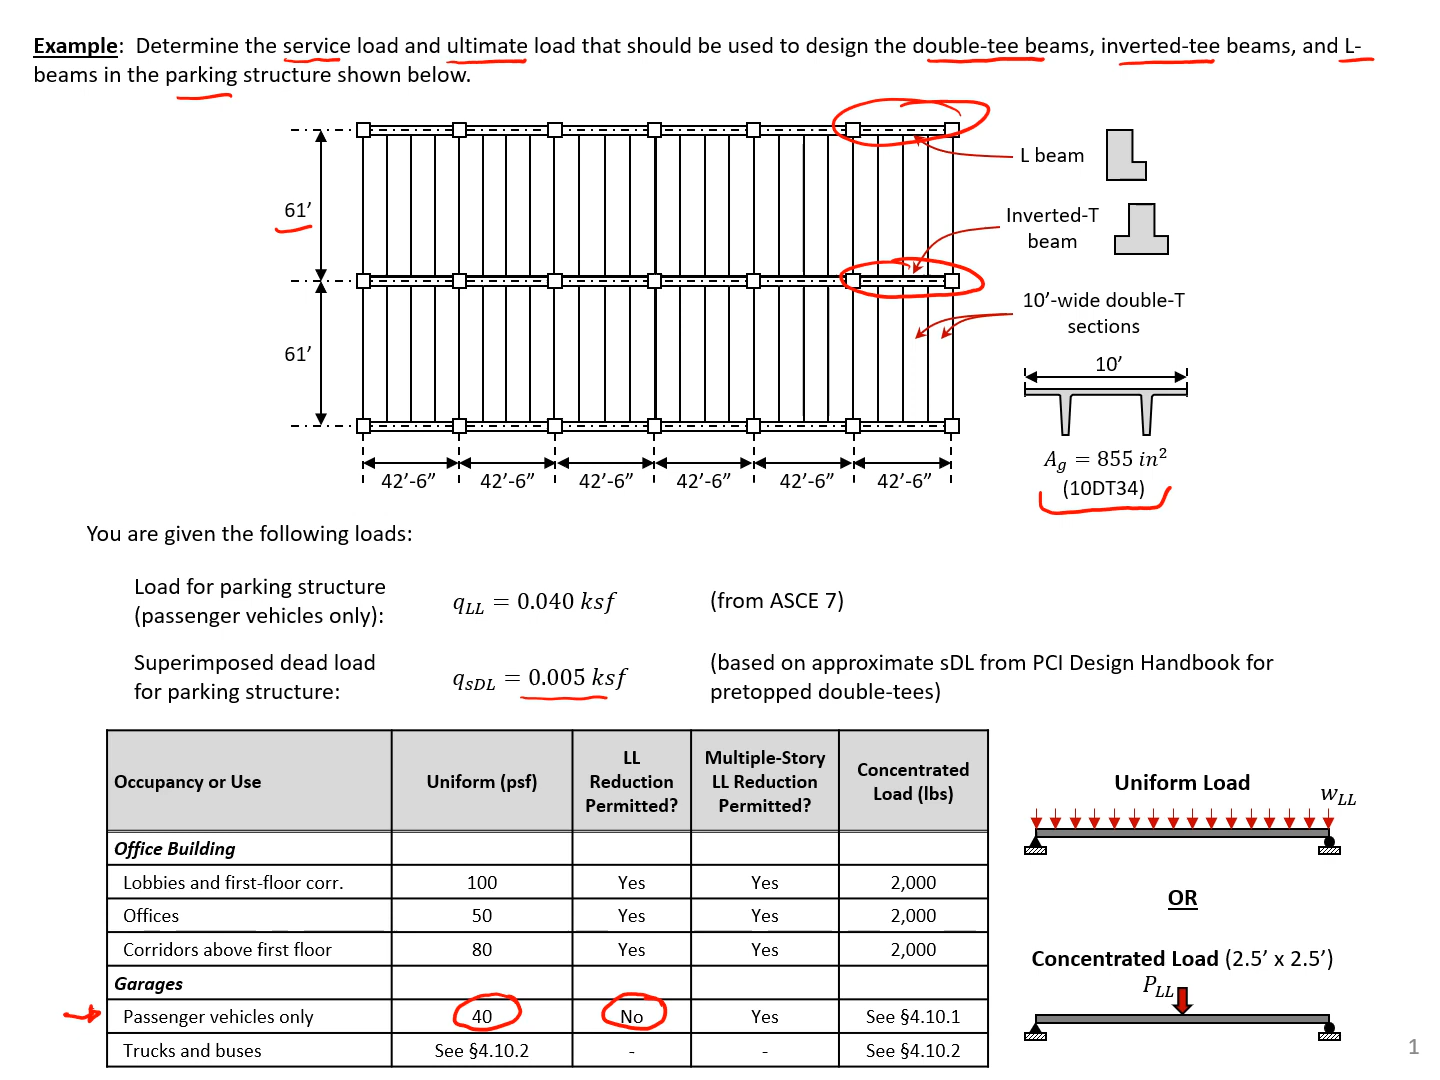 Example: Determine the service load and ultimate load that should be used to design the double-tee beams, inverted-tee beams, and L-
beams in the parking structure shown below.
61’
61’
L beam
Inverted-T
beam
10’-wide double-T
sections
10’
A_g = 855 in²
(10DT34)
42’-6” 42’-6” 42’-6” 42’-6” 42’-6” 42’-6”
You are given the following loads:
Load for parking structure
(passenger vehicles only):
q_LL = 0.040 ksf
(from ASCE 7)
Superimposed dead load
for parking structure:
q_sDL = 0.005 ksf
(based on approximate sDL from PCI Design Handbook for
pretopped double-tees)
Occupancy or Use
Uniform (psf)
LL
Reduction
Permitted?
Multiple-Story
LL Reduction
Permitted?
Concentrated
Load (lbs)
Office Building
Lobbies and first-floor corr. 100 Yes Yes 2,000
Offices 50 Yes Yes 2,000
Corridors above first floor 80 Yes Yes 2,000
Garages
Passenger vehicles only 40 No Yes See §4.10.1
Trucks and buses See §4.10.2 - - See §4.10.2
Uniform Load
w_LL
OR
Concentrated Load (2.5’ x 2.5’)
P_LL
1